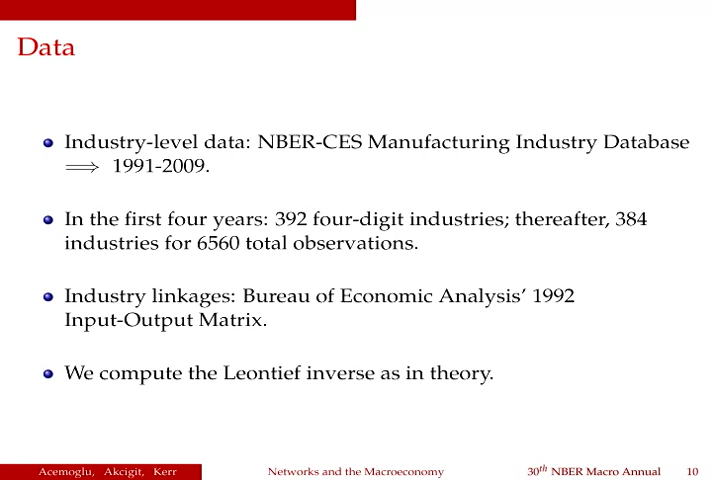 Data
Industry-level data: NBER-CES Manufacturing Industry Database
⟹ 1991-2009.
In the first four years: 392 four-digit industries; thereafter, 384
industries for 6560 total observations.
Industry linkages: Bureau of Economic Analysis’ 1992
Input-Output Matrix.
We compute the Leontief inverse as in theory.
Acemoglu, Akcigit, Kerr Networks and the Macroeconomy 30th NBER Macro Annual 10